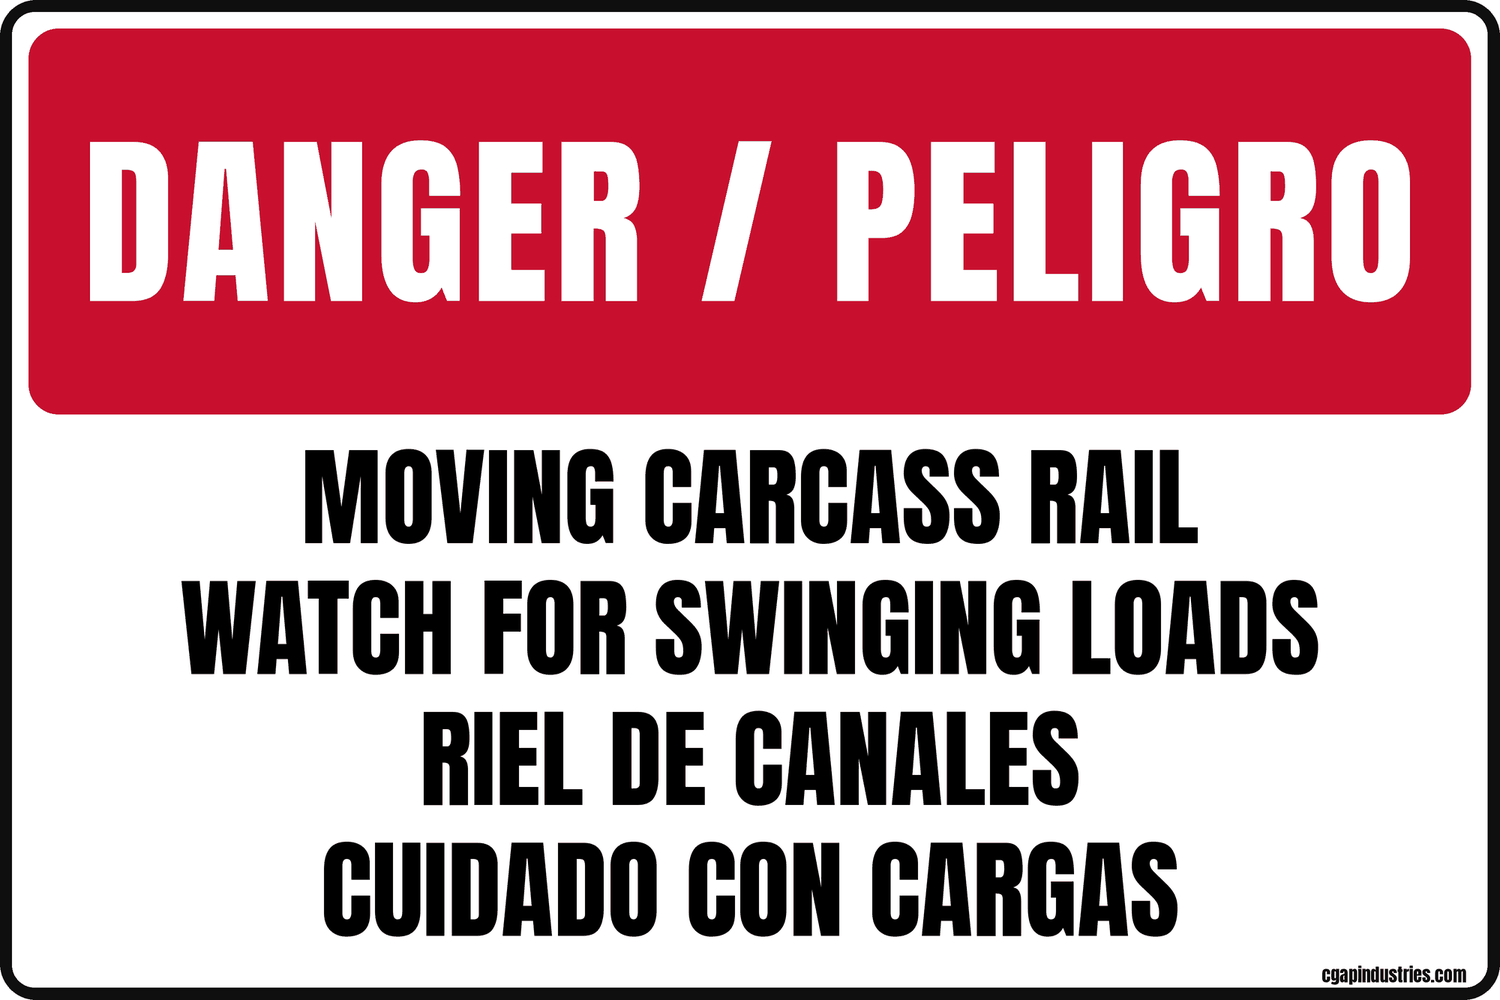 DANGER / PELIGRO
MOVING CARCASS RAIL
WATCH FOR SWINGING LOADS
RIEL DE CANALES
CUIDADO CON CARGAS
cgapindustries.com